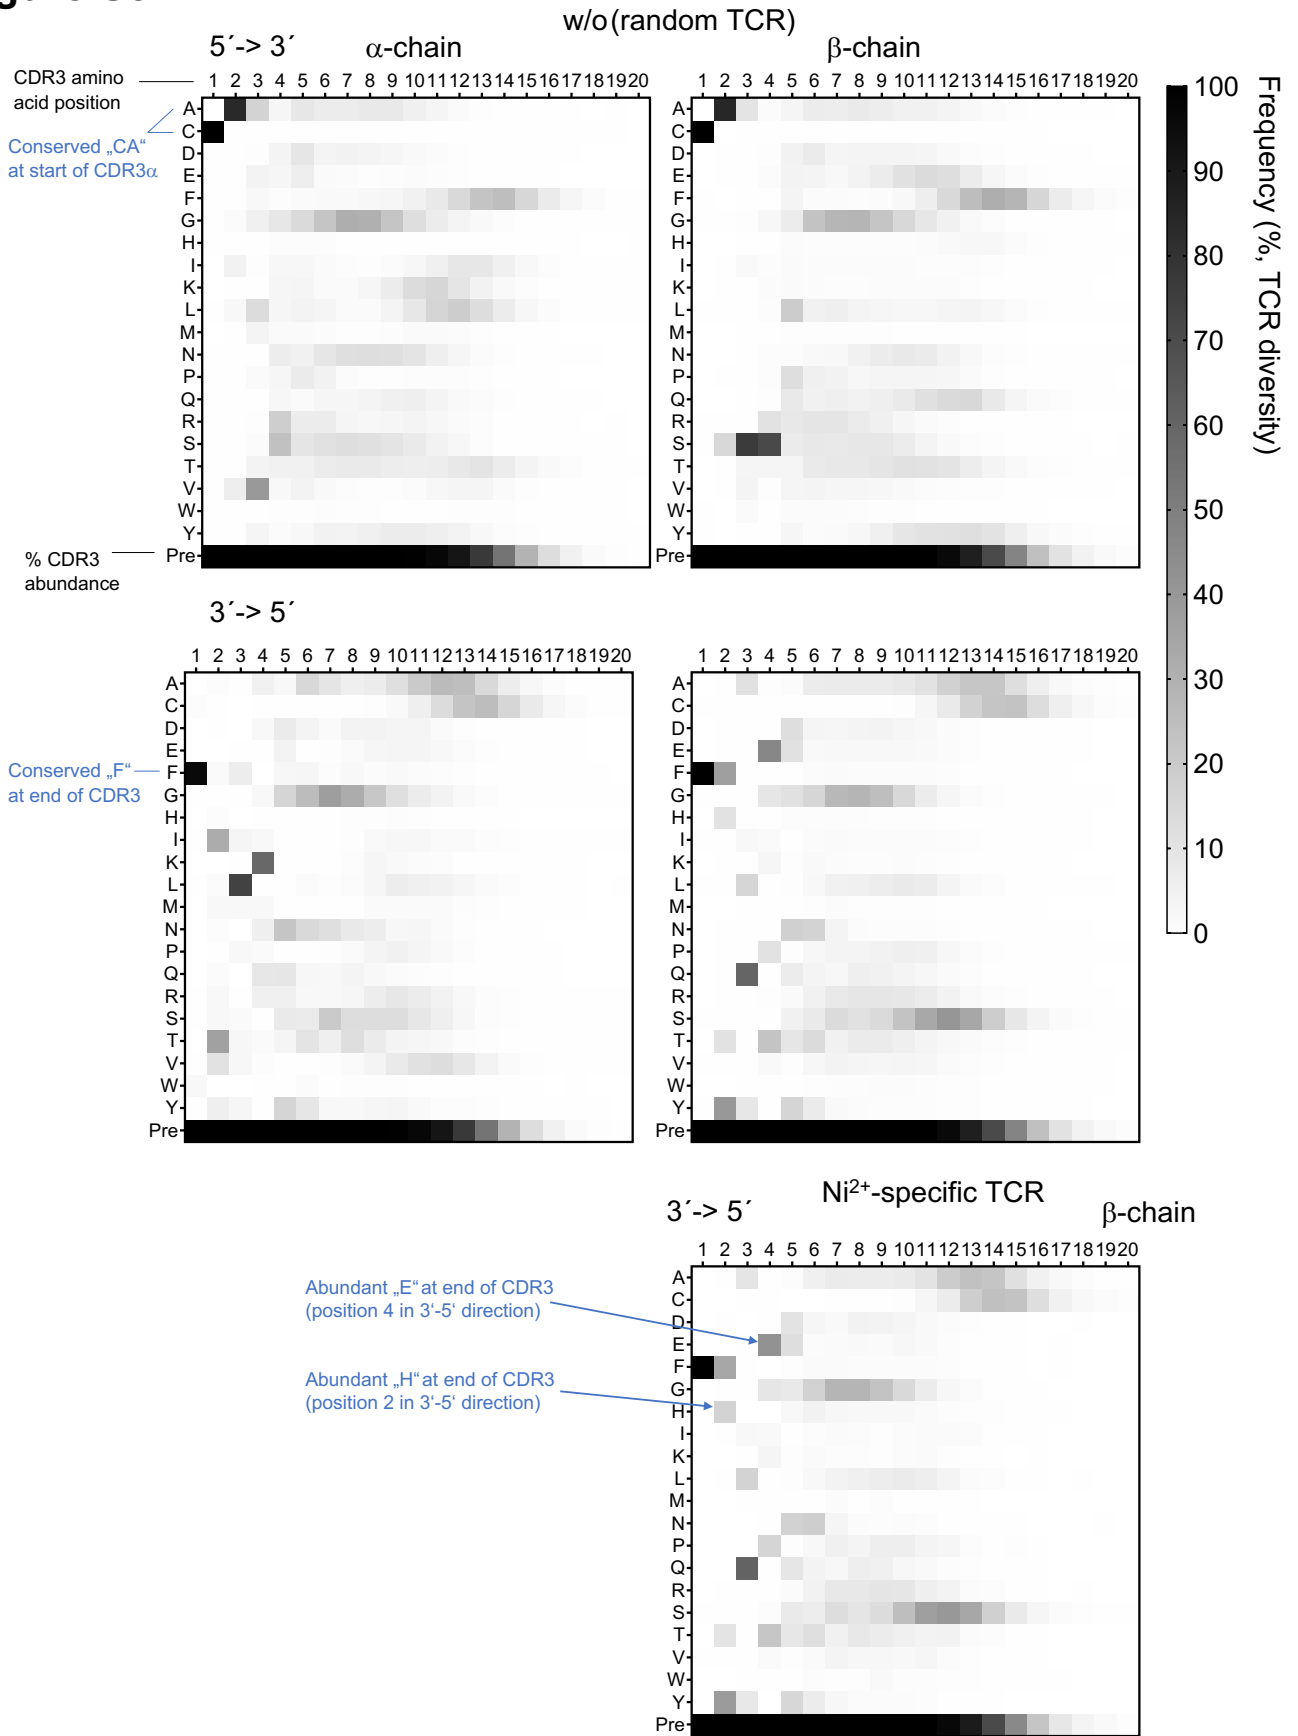 w/o (random TCR)
5´-> 3´ α-chain β-chain
CDR3 amino
acid position
1 2 3 4 5 6 7 8 9 10 11 12 13 14 15 16 17 18 19 20
1 2 3 4 5 6 7 8 9 10 11 12 13 14 15 16 17 18 19 20
Conserved „CA“
at start of CDR3α
A
C
D
E
F
G
H
I
K
L
M
N
P
Q
R
S
T
V
W
Y
Pre
% CDR3
abundance
A
C
D
E
F
G
H
I
K
L
M
N
P
Q
R
S
T
V
W
Y
Pre
100
90
80
70
60
50
40
30
20
10
0
Frequency (%, TCR diversity)
3´-> 5´
1 2 3 4 5 6 7 8 9 10 11 12 13 14 15 16 17 18 19 20
1 2 3 4 5 6 7 8 9 10 11 12 13 14 15 16 17 18 19 20
Conserved „F“
at end of CDR3
A
C
D
E
F
G
H
I
K
L
M
N
P
Q
R
S
T
V
W
Y
Pre
A
C
D
E
F
G
H
I
K
L
M
N
P
Q
R
S
T
V
W
Y
Pre
Ni²⁺-specific TCR
3´-> 5´ β-chain
1 2 3 4 5 6 7 8 9 10 11 12 13 14 15 16 17 18 19 20
Abundant „E“ at end of CDR3
(position 4 in 3‘-5‘ direction)
Abundant „H“ at end of CDR3
(position 2 in 3‘-5‘ direction)
A
C
D
E
F
G
H
I
K
L
M
N
P
Q
R
S
T
V
W
Y
Pre